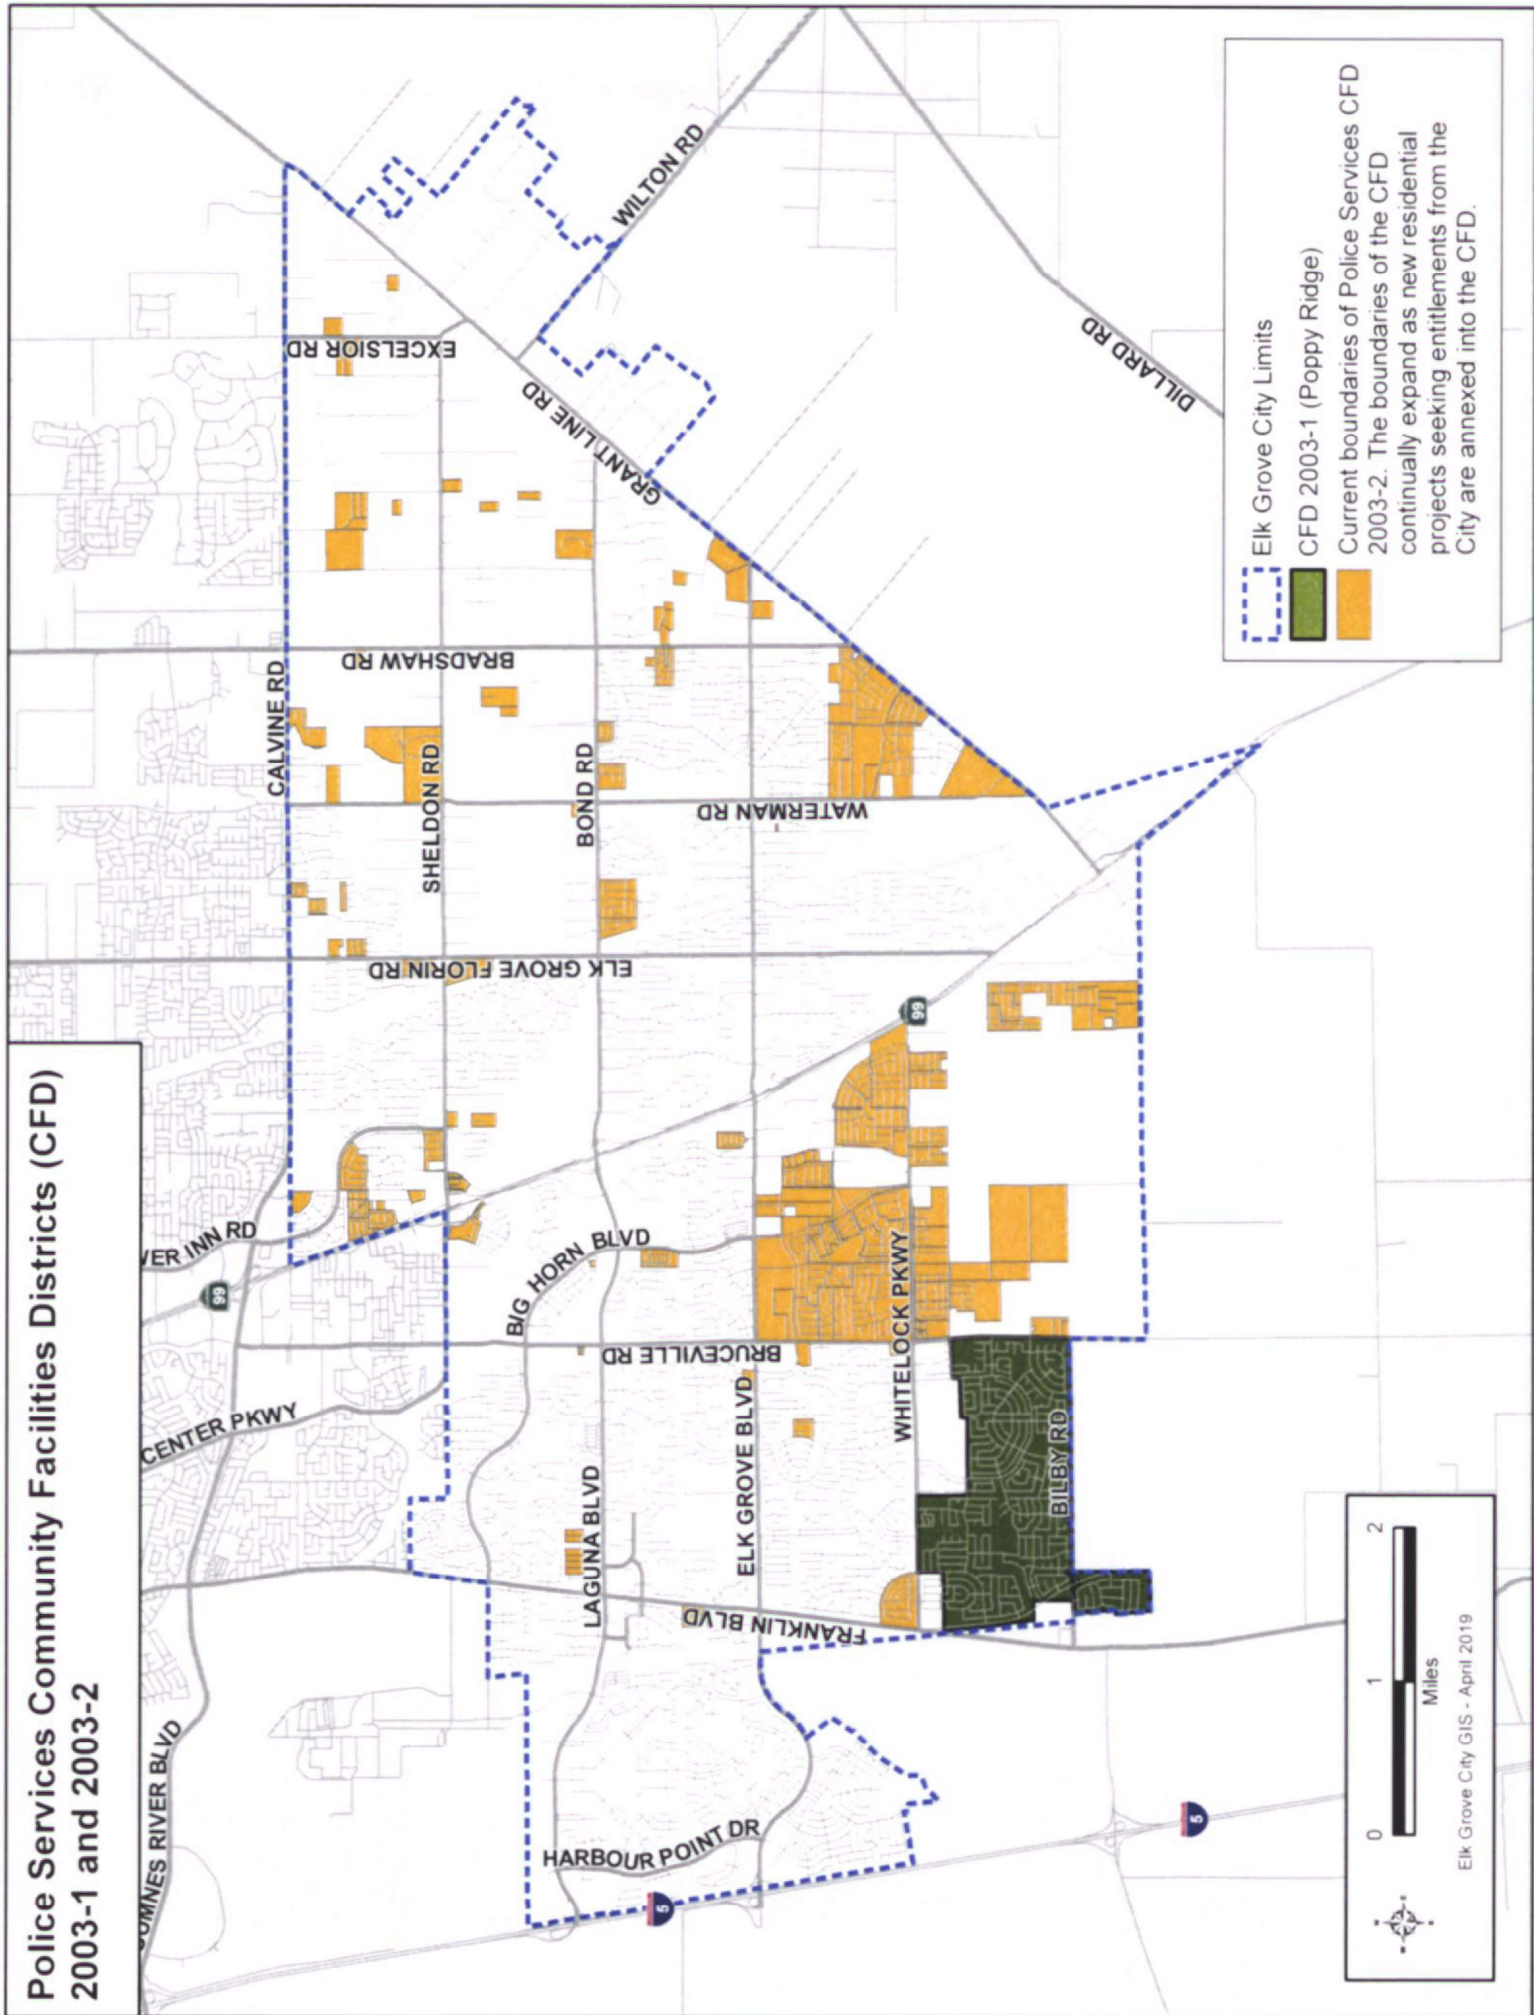 Police Services Community Facilities Districts (CFD)
2003-1 and 2003-2
CENTER PKWY
99
CALVINE RD
EXCELSIOR RD
SHELDON RD
BRADSHAW RD
BIG HORN BLVD
ELK GROVE FLORIN RD
BOND RD
LAGUNA BLVD
HARBOUR POINT DR
BRUCEVILLE RD
WATERMAN RD
GRANT LINE RD
WILTON RD
5
FRANKLIN BLVD
ELK GROVE BLVD
WHITELOCK PKWY
99
BILBY RD
DILLARD RD
5
Elk Grove City Limits
CFD 2003-1 (Poppy Ridge)
Current boundaries of Police Services CFD
2003-2. The boundaries of the CFD
continually expand as new residential
projects seeking entitlements from the
City are annexed into the CFD.
0 1 2
Miles
Elk Grove City GIS - April 2019